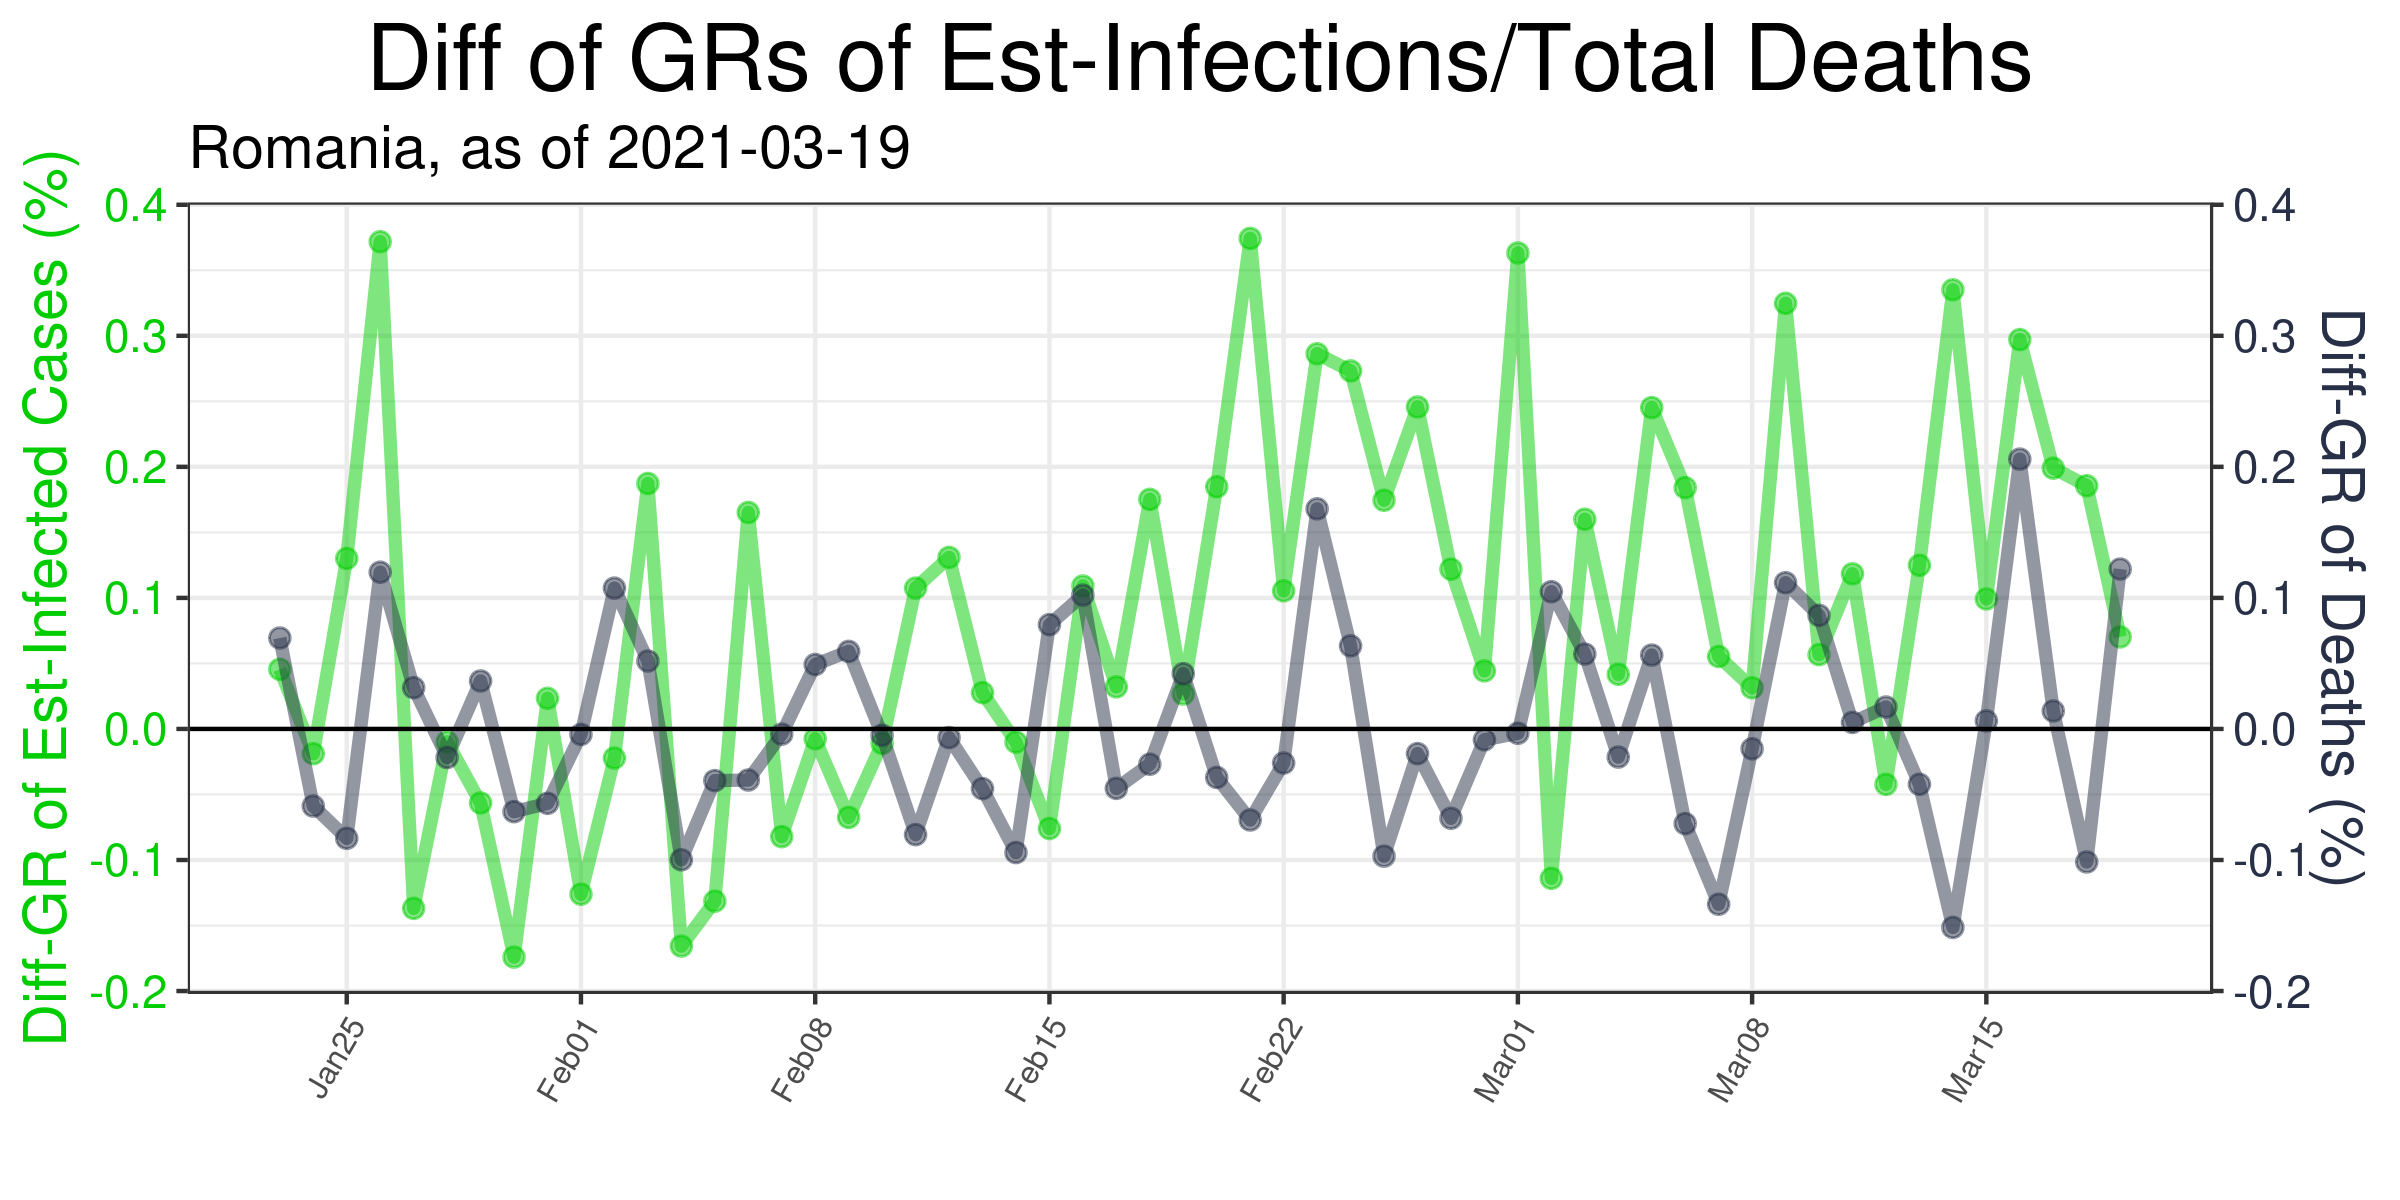 Diff of GRs of Est-Infections/Total Deaths
Romania, as of 2021-03-19
Diff-GR of Est-Infected Cases (%)
0.4
0.3
0.2
0.1
0.0
-0.1
-0.2
0.4
0.3
0.2
0.1
0.0
-0.1
-0.2
Diff-GR of Deaths (%)
Jan25
Feb01
Feb08
Feb15
Feb22
Mar01
Mar08
Mar15